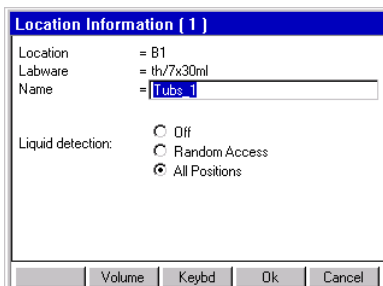 Location Information ( 1 )
Location = B1
Labware = th/7x30ml
Name = Tubs_1
Liquid detection:
Off
Random Access
All Positions
Volume Keybd Ok Cancel